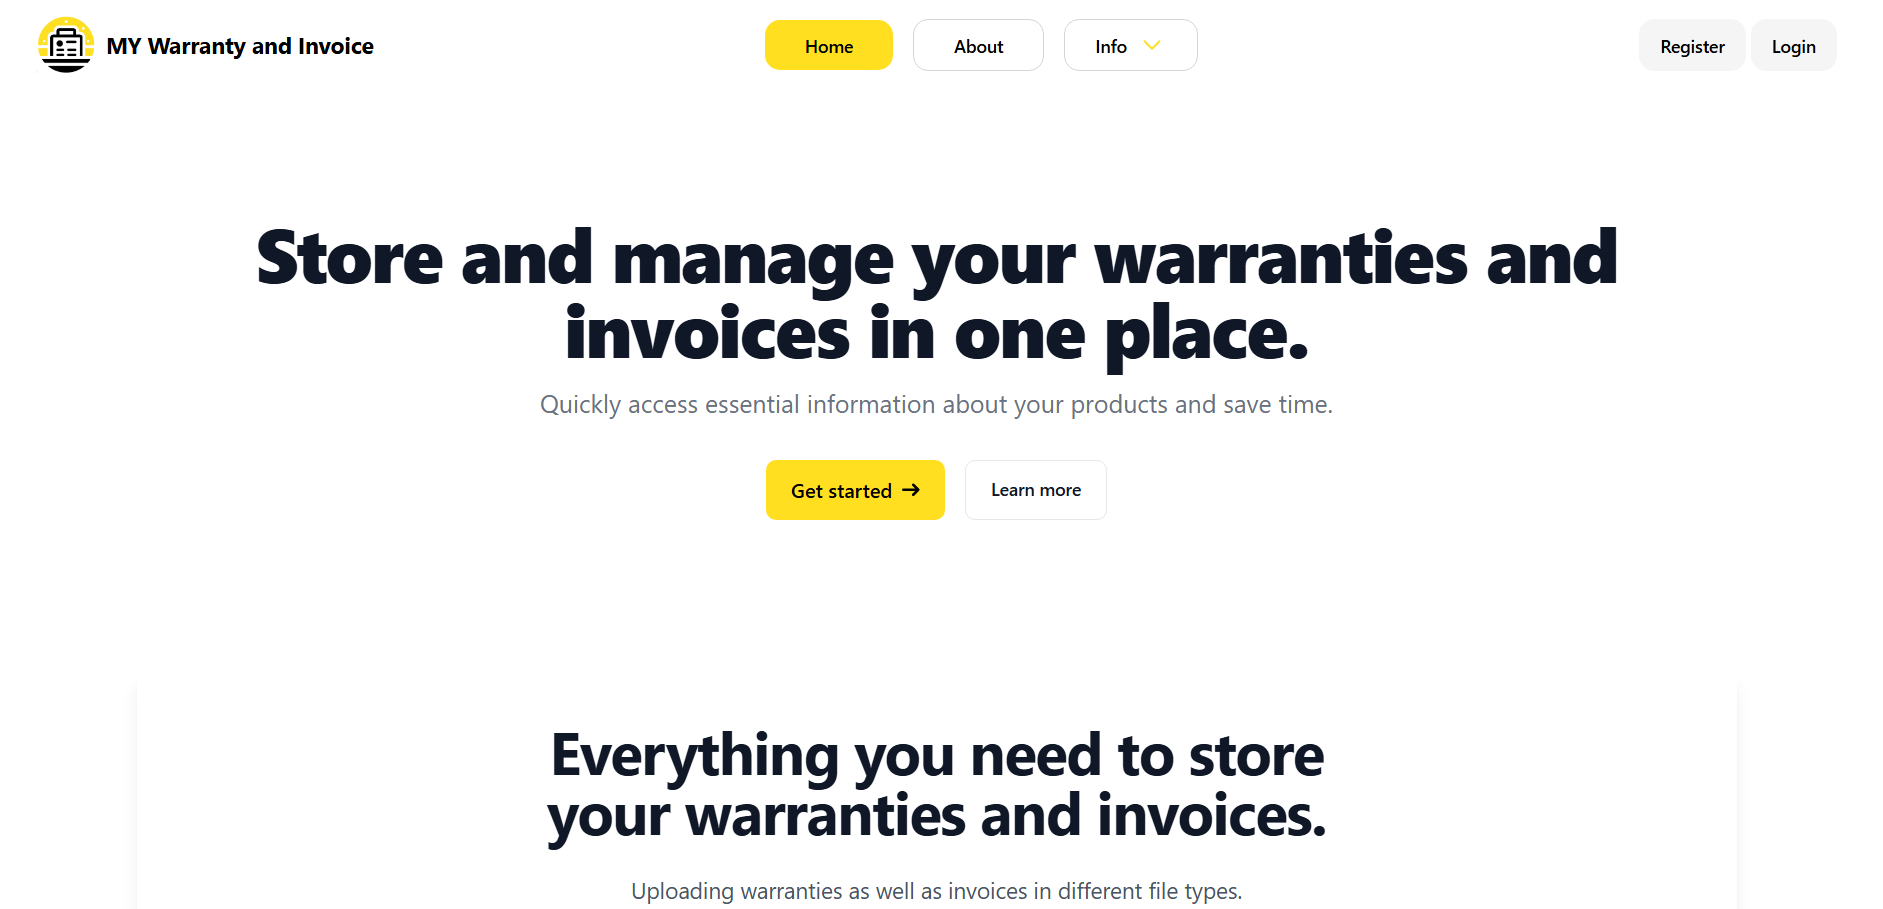 MY Warranty and Invoice
Home
About
Info
Register
Login
Store and manage your warranties and
invoices in one place.
Quickly access essential information about your products and save time.
Get started
Learn more
Everything you need to store
your warranties and invoices.
Uploading warranties as well as invoices in different file types.